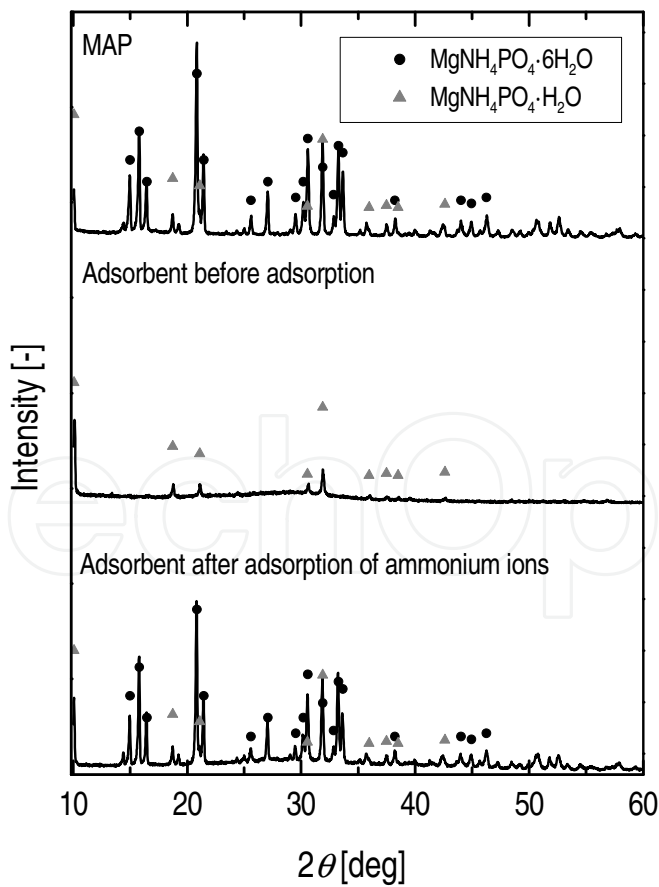 MAP
MgNH₄PO₄·6H₂O
MgNH₄PO₄·H₂O
Adsorbent before adsorption
Intensity [-]
echOp
Adsorbent after adsorption of ammonium ions
10 20 30 40 50 60
2θ [deg]